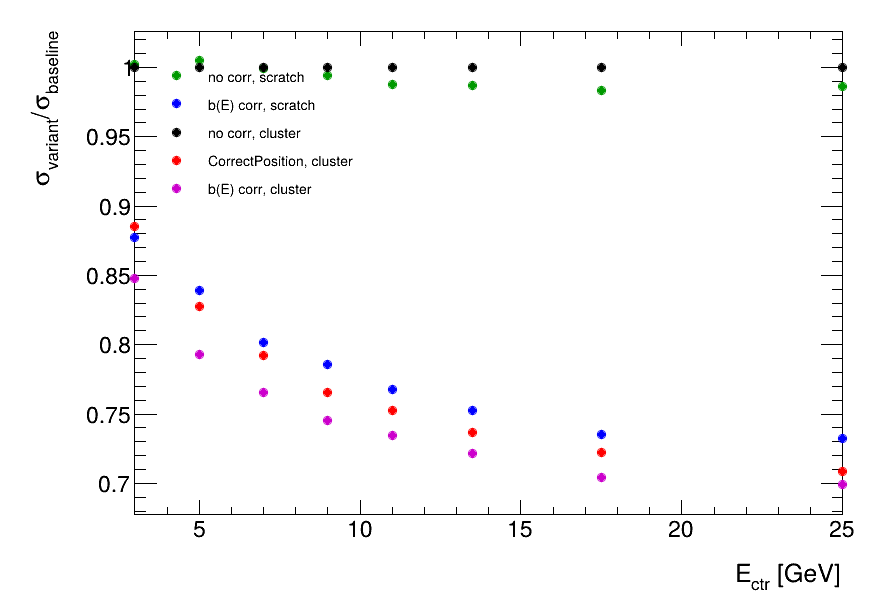 σvariant/σbaseline
1
no corr, scratch
b(E) corr, scratch
0.95
no corr, cluster
CorrectPosition, cluster
b(E) corr, cluster
0.9
0.85
0.8
0.75
0.7
5 10 15 20 25
Ectr [GeV]